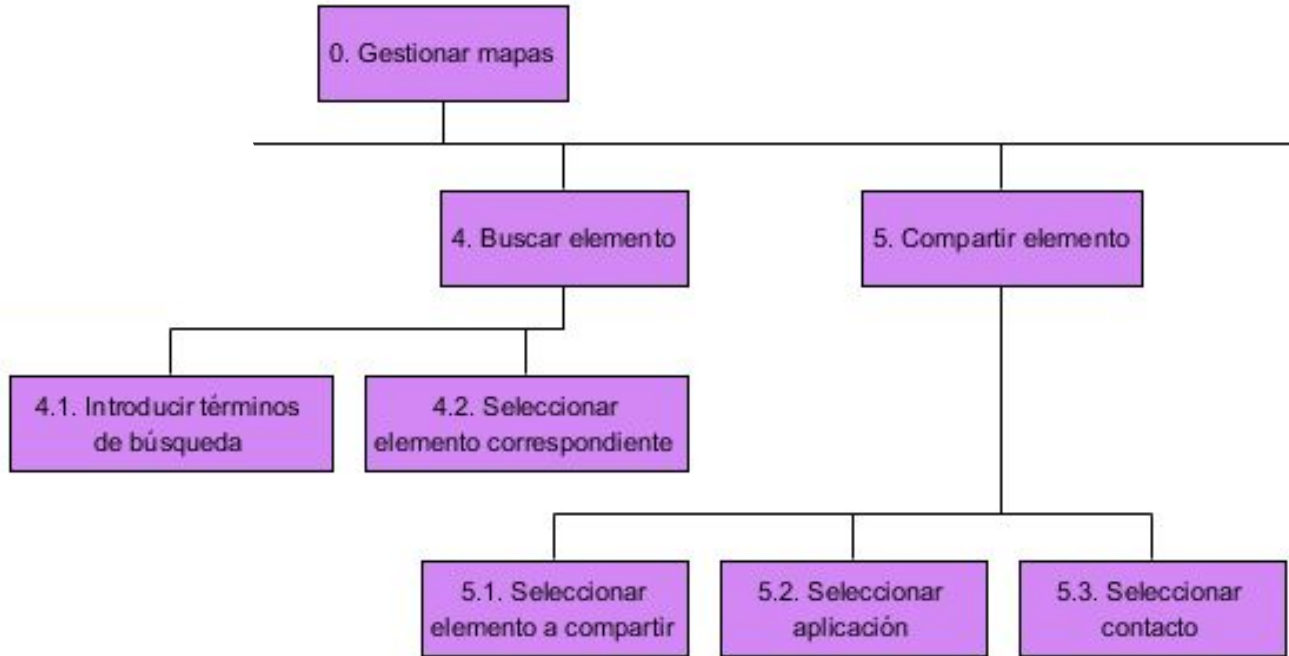 0. Gestionar mapas
4. Buscar elemento
5. Compartir elemento
4.1. Introducir términos
de búsqueda
4.2. Seleccionar
elemento correspondiente
5.1. Seleccionar
elemento a compartir
5.2. Seleccionar
aplicación
5.3. Seleccionar
contacto